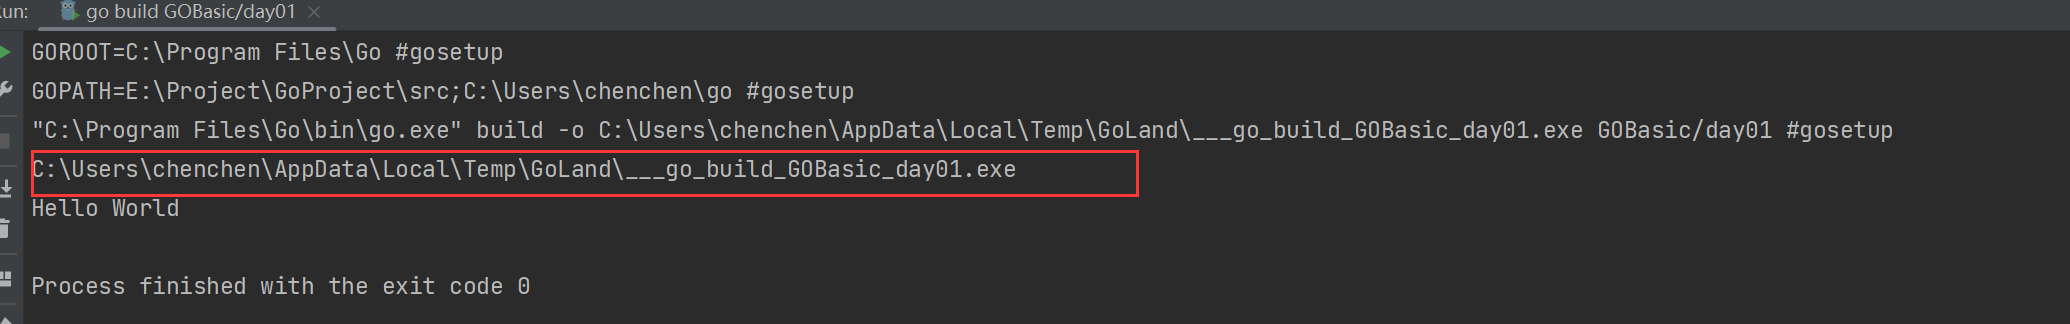 Run: go build GOBasic/day01
GOROOT=C:\Program Files\Go #gosetup
GOPATH=E:\Project\GoProject\src;C:\Users\chenchen\go #gosetup
"C:\Program Files\Go\bin\go.exe" build -o C:\Users\chenchen\AppData\Local\Temp\GoLand\___go_build_GOBasic_day01.exe GOBasic/day01 #gosetup
C:\Users\chenchen\AppData\Local\Temp\GoLand\___go_build_GOBasic_day01.exe
Hello World
Process finished with the exit code 0